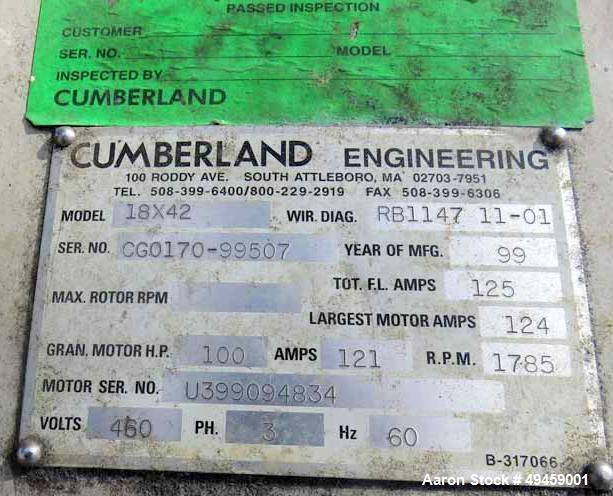 PASSED INSPECTION
CUSTOMER
SER. NO. MODEL
INSPECTED BY
CUMBERLAND
CUMBERLAND ENGINEERING
100 RODDY AVE. SOUTH ATTLEBORO, MA 02703-7951
TEL. 508-399-6400/800-229-2919 FAX 508-399-6306
MODEL 18X42 WIR. DIAG. RB1147 11-01
SER. NO. CG0170-99507 YEAR OF MFG. 99
TOT. F.L. AMPS 125
MAX. ROTOR RPM
LARGEST MOTOR AMPS 124
GRAN. MOTOR H.P. 100 AMPS 121 R.P.M. 1785
MOTOR SER. NO. U399094834
VOLTS 460 PH. 3 Hz 60
B-317066-2
Aaron Stock # 49459001